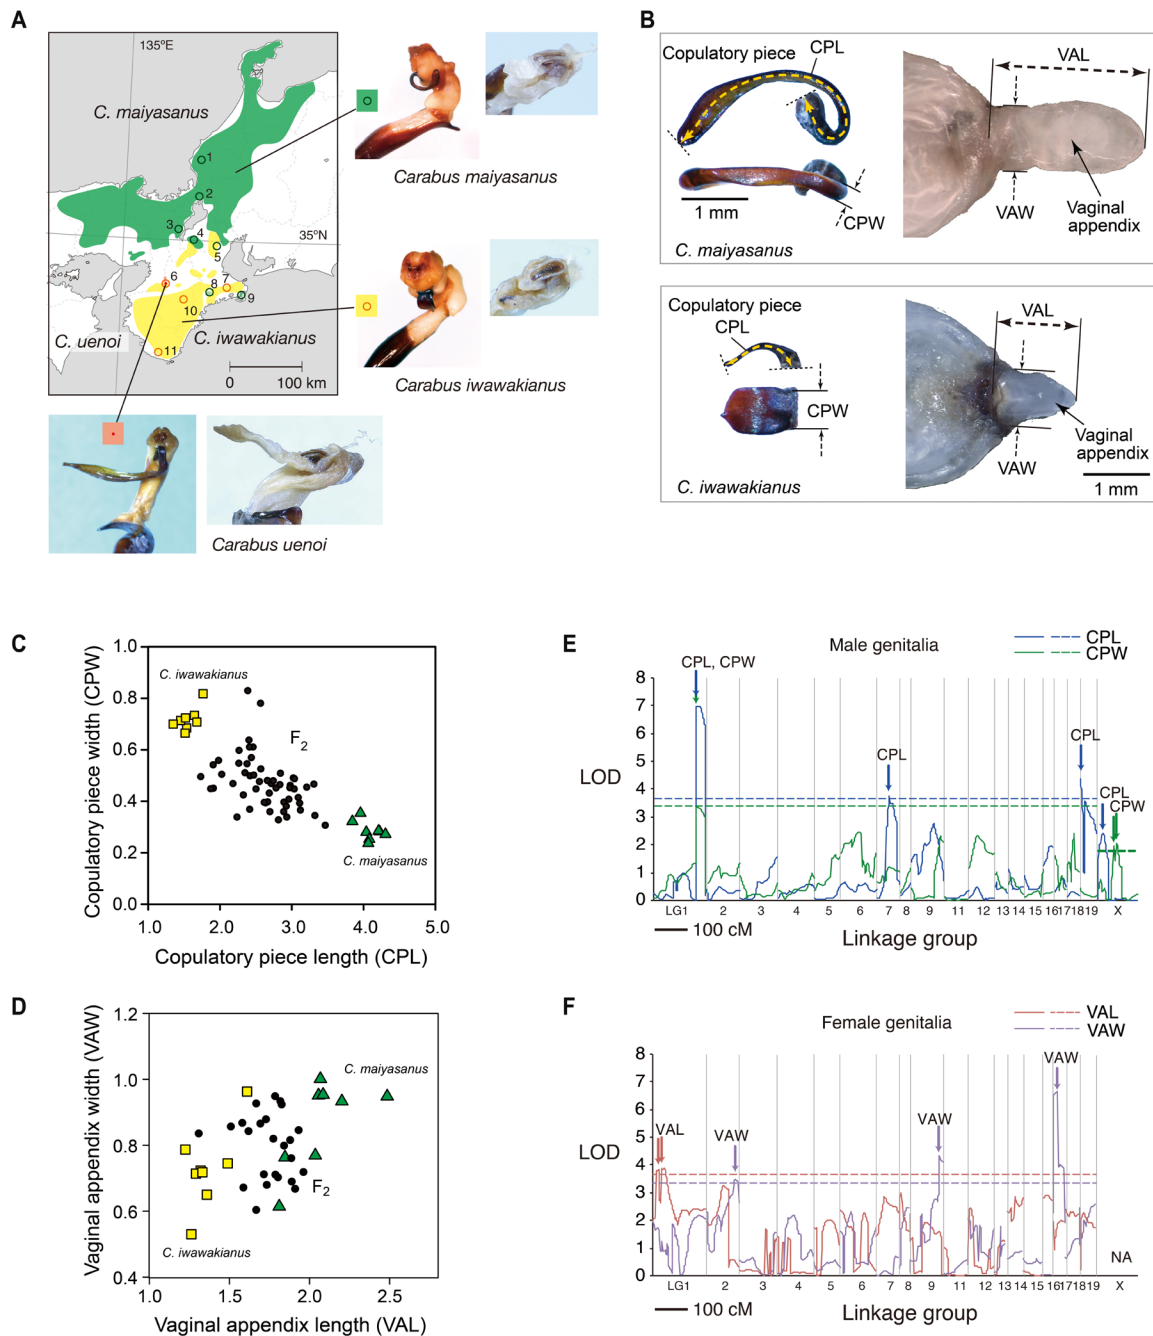 A
135°E
C. maiyasanus
1
2
3
4
35°N
5
6
7
8
9
10
C. uenoi
C. iwawakianus
11
0 100 km
Carabus maiyasanus
Carabus iwawakianus
Carabus uenoi
B
Copulatory piece
CPL
VAL
1 mm
CPW
VAW
Vaginal
appendix
C. maiyasanus
Copulatory piece
CPL
VAL
CPW
VAW
Vaginal
appendix
1 mm
C. iwawakianus
C
Copulatory piece width (CPW)
1.0
0.8
0.6
0.4
0.2
0.0
C. iwawakianus
F2
C. maiyasanus
1.0 2.0 3.0 4.0 5.0
Copulatory piece length (CPL)
D
Vaginal appendix width (VAW)
1.2
1.0
0.8
0.6
0.4
C. maiyasanus
F2
C. iwawakianus
1.0 1.5 2.0 2.5
Vaginal appendix length (VAL)
E
Male genitalia
CPL
CPW
LOD
8
7
6
5
4
3
2
1
0
CPL, CPW
CPL
CPL
CPL
CPW
LG1 2 3 4 5 6 7 8 9 11 12 13 14 15 16 17 18 19 X
100 cM
Linkage group
F
Female genitalia
VAL
VAW
LOD
8
7
6
5
4
3
2
1
0
VAL
VAW
VAW
VAW
NA
LG1 2 3 4 5 6 7 8 9 11 12 13 14 15 16 17 18 19 X
100 cM
Linkage group